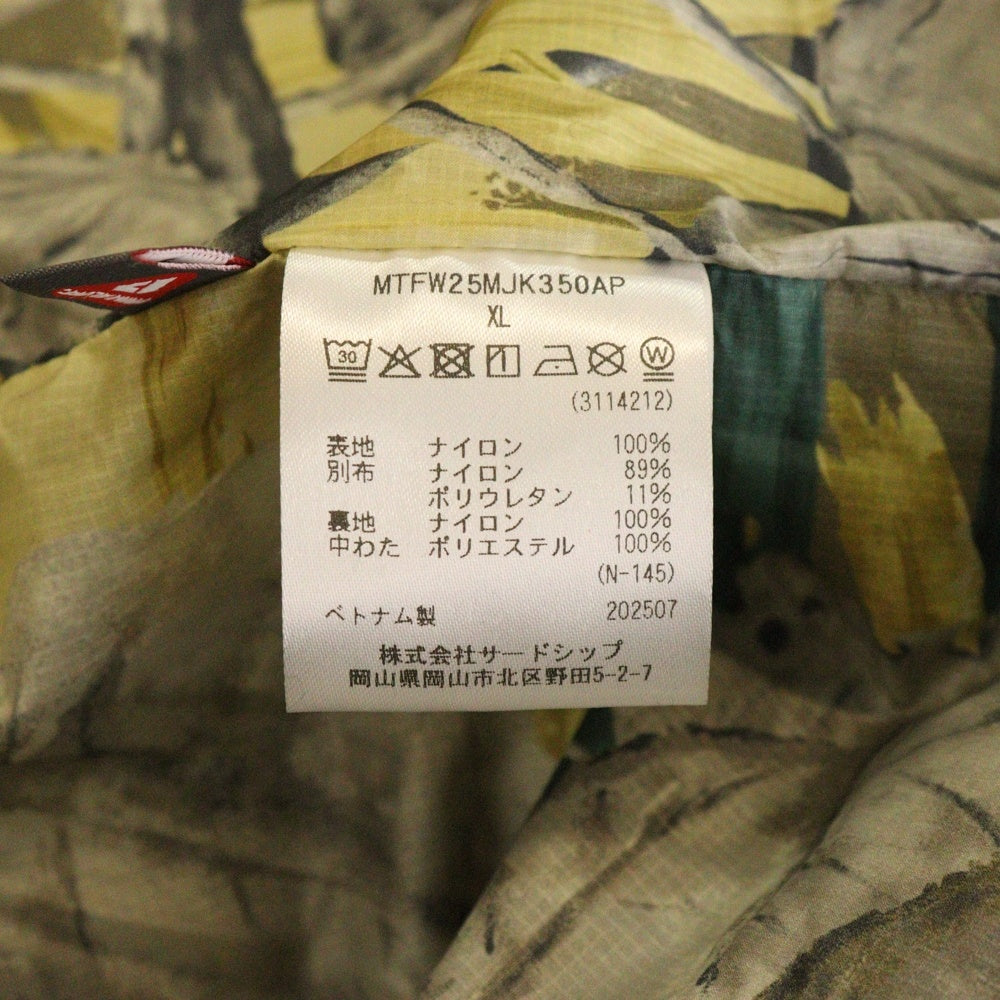 MTFW25MJK350AP
XL
30 W
(3114212)
表地 ナイロン 100%
別布 ナイロン 89%
ポリウレタン 11%
裏地 ナイロン 100%
中わた ポリエステル 100%
(N-145)
ベトナム製 202507
株式会社サードシップ
岡山県岡山市北区野田5-2-7